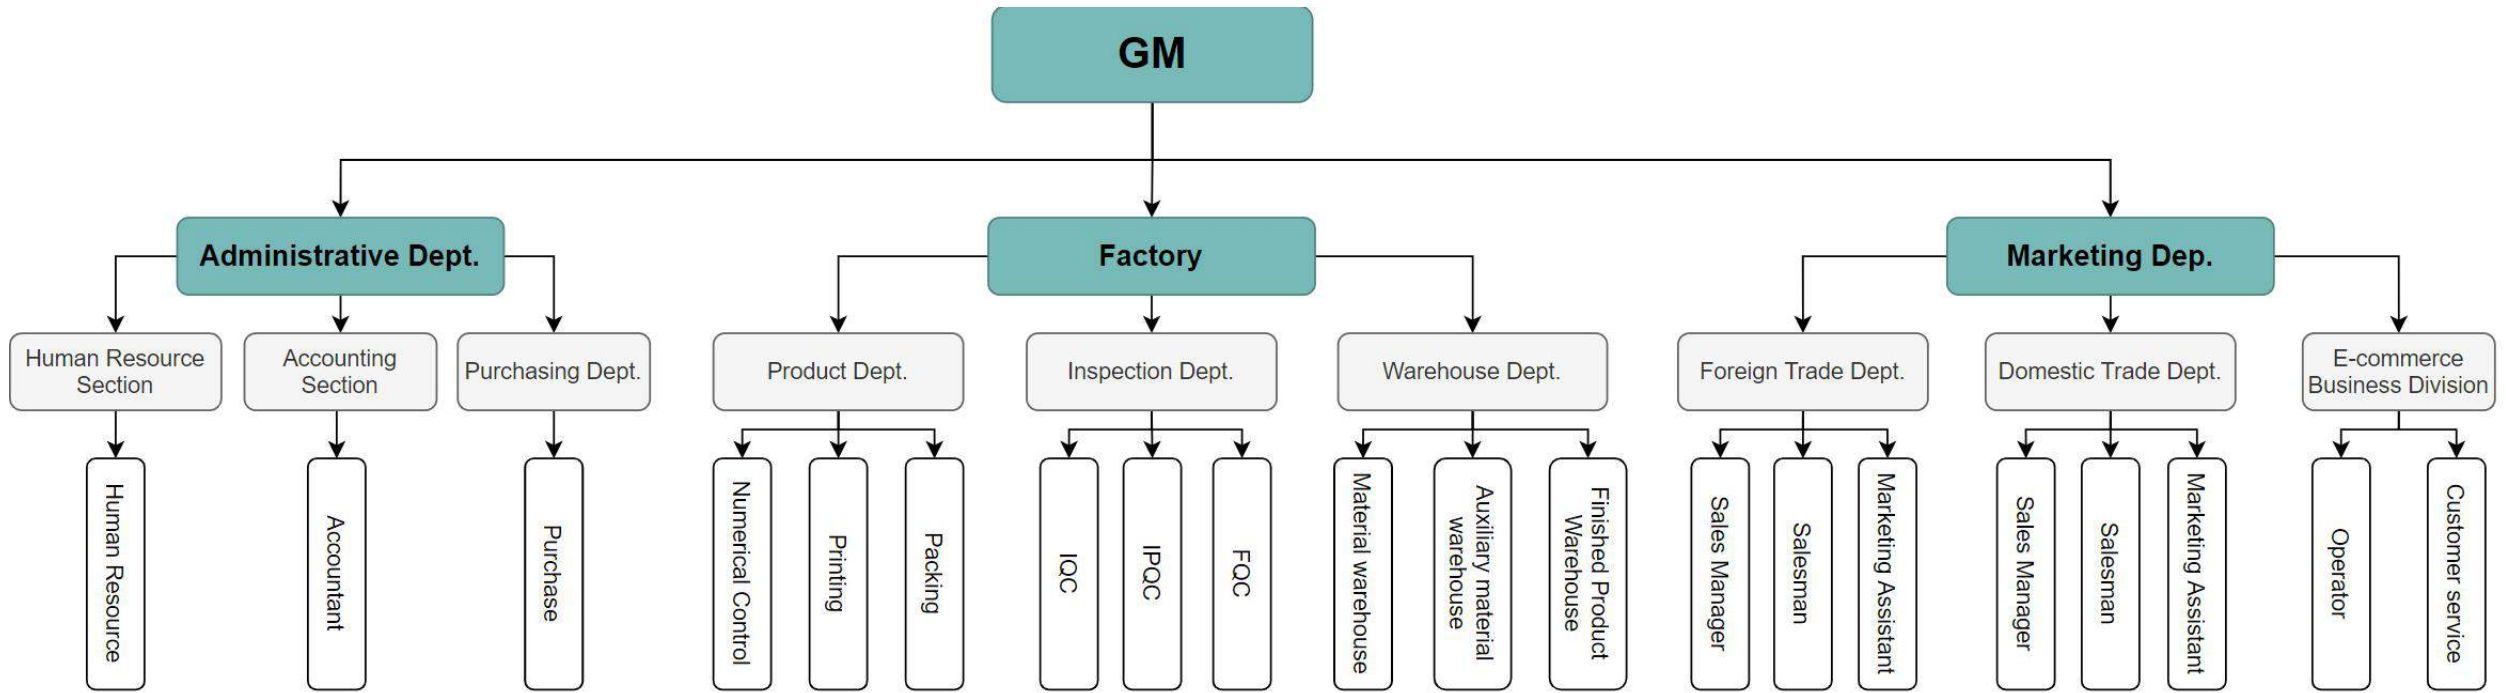 GM
Administrative Dept.
Factory
Marketing Dep.
Human Resource
Section
Accounting
Section
Purchasing Dept.
Product Dept.
Inspection Dept.
Warehouse Dept.
Foreign Trade Dept.
Domestic Trade Dept.
E-commerce
Business Division
Human Resource
Accountant
Purchase
Numerical Control
Printing
Packing
IQC
IPQC
FQC
Material warehouse
Auxiliary material
warehouse
Finished Product
Warehouse
Sales Manager
Salesman
Marketing Assistant
Sales Manager
Salesman
Marketing Assistant
Operator
Customer service